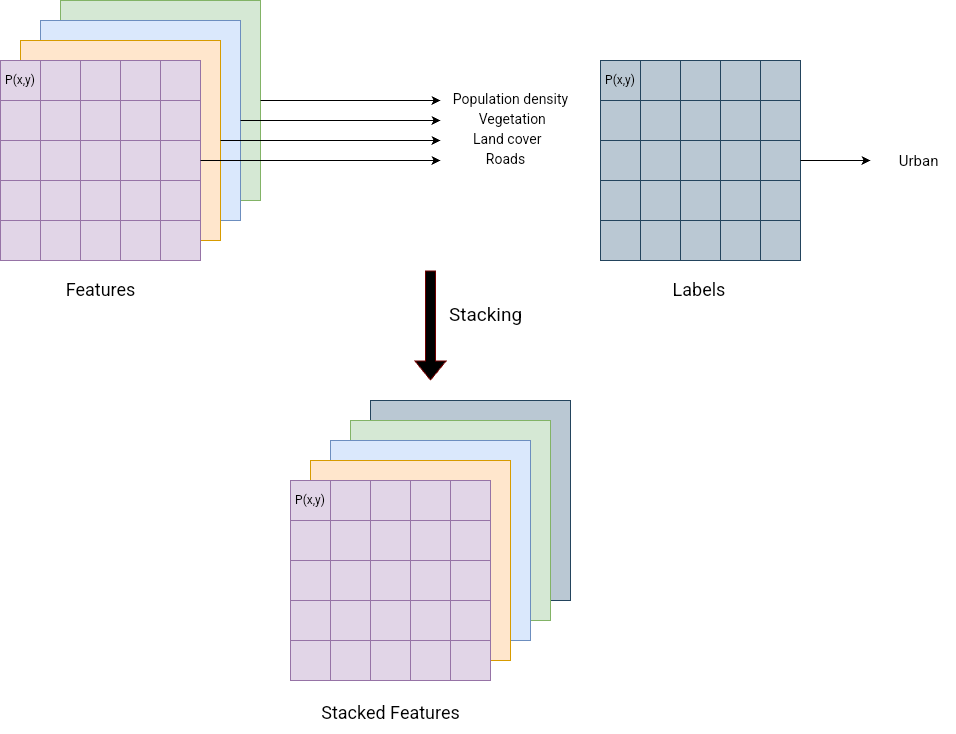 P(x,y)
Population density
Vegetation
Land cover
Roads
Features
P(x,y)
Urban
Labels
Stacking
P(x,y)
Stacked Features